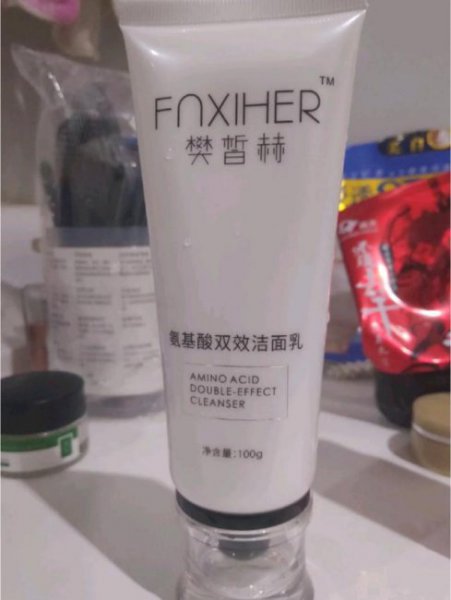 FAXIHER™
樊皙赫
氨基酸双效洁面乳
AMINO ACID
DOUBLE-EFFECT
CLEANSER
净含量:100g